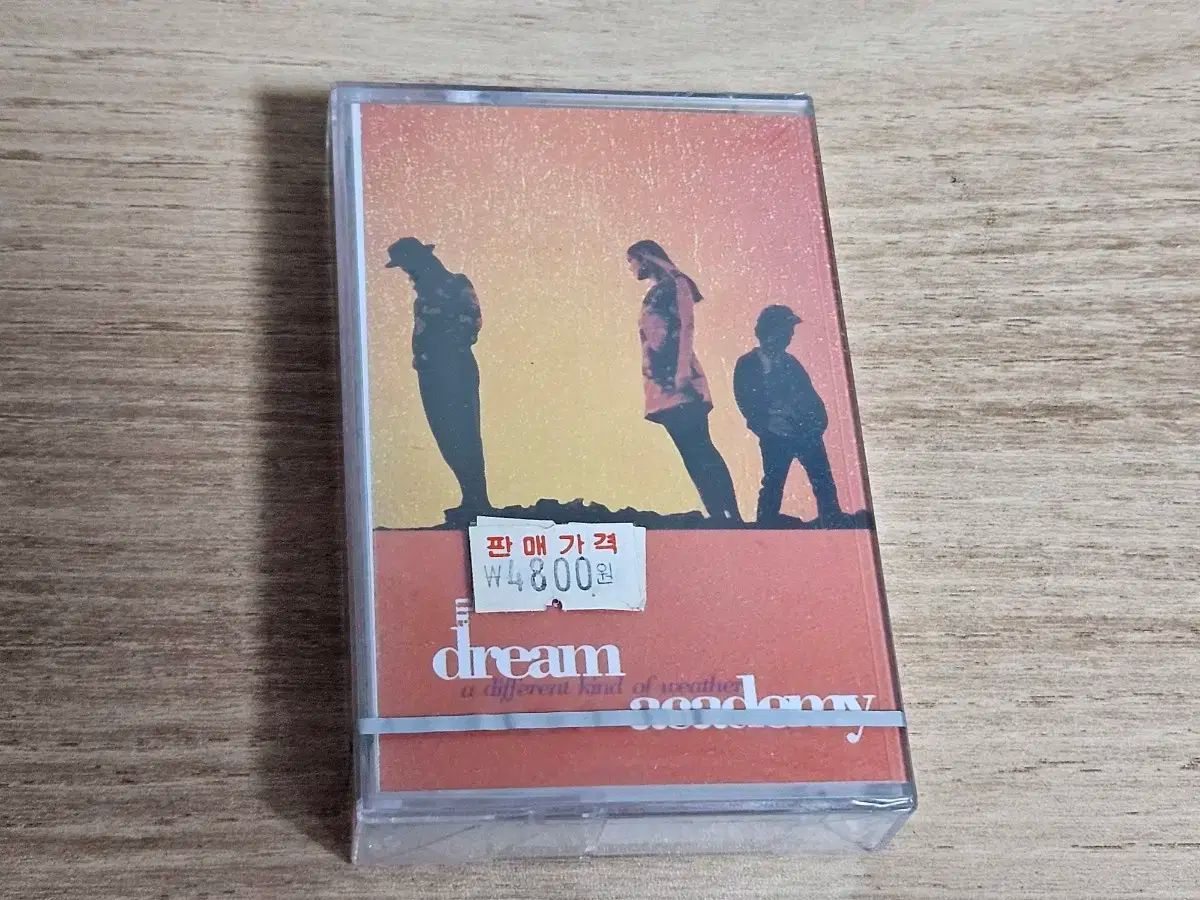 판매가격
₩4800원
dream
a different kind of weather
academy